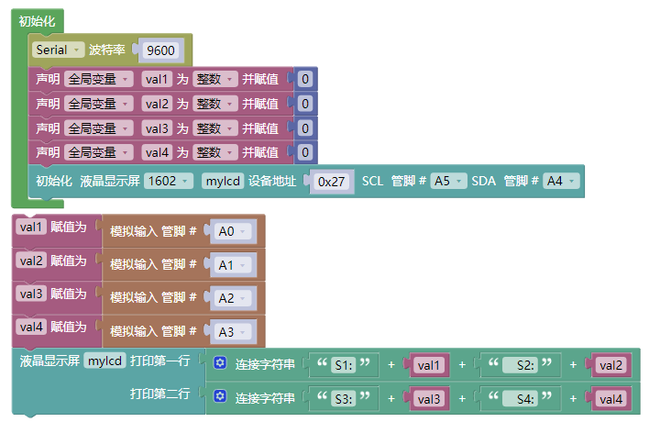 初始化
Serial 波特率 9600
声明 全局变量 val1 为 整数 并赋值 0
声明 全局变量 val2 为 整数 并赋值 0
声明 全局变量 val3 为 整数 并赋值 0
声明 全局变量 val4 为 整数 并赋值 0
初始化 液晶显示屏 1602 mylcd 设备地址 0x27 SCL 管脚 # A5 SDA 管脚 # A4
val1 赋值为 模拟输入 管脚 # A0
val2 赋值为 模拟输入 管脚 # A1
val3 赋值为 模拟输入 管脚 # A2
val4 赋值为 模拟输入 管脚 # A3
液晶显示屏 mylcd 打印第一行 连接字符串 “ S1: ” + val1 + “ S2: ” + val2
打印第二行 连接字符串 “ S3: ” + val3 + “ S4: ” + val4